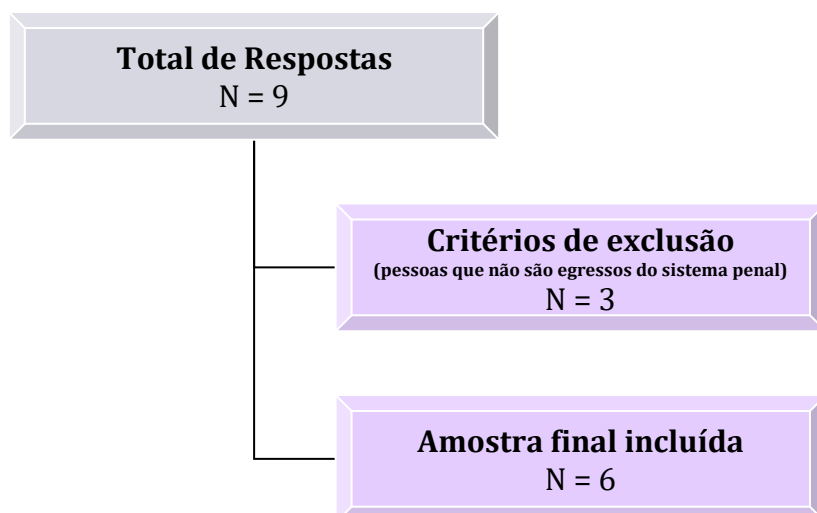 Total de Respostas
N = 9
Critérios de exclusão
(pessoas que não são egressos do sistema penal)
N = 3
Amostra final incluída
N = 6